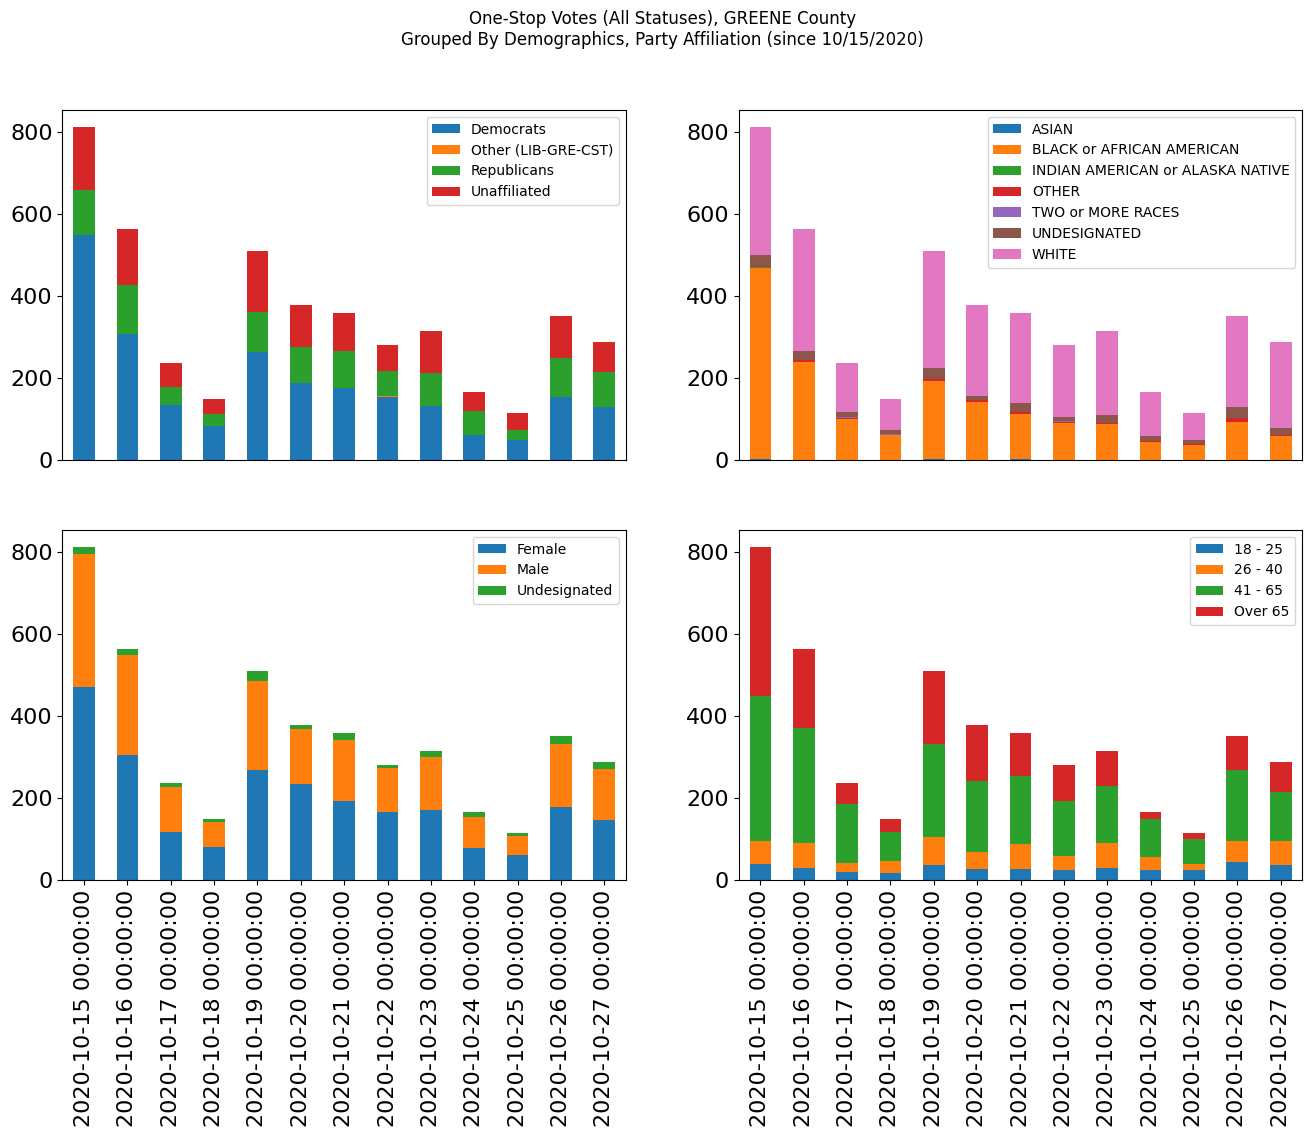 One-Stop Votes (All Statuses), GREENE County
Grouped By Demographics, Party Affiliation (since 10/15/2020)
800
600
400
200
0
Democrats
Other (LIB-GRE-CST)
Republicans
Unaffiliated
800
600
400
200
0
ASIAN
BLACK or AFRICAN AMERICAN
INDIAN AMERICAN or ALASKA NATIVE
OTHER
TWO or MORE RACES
UNDESIGNATED
WHITE
800
600
400
200
0
Female
Male
Undesignated
2020-10-15 00:00:00
2020-10-16 00:00:00
2020-10-17 00:00:00
2020-10-18 00:00:00
2020-10-19 00:00:00
2020-10-20 00:00:00
2020-10-21 00:00:00
2020-10-22 00:00:00
2020-10-23 00:00:00
2020-10-24 00:00:00
2020-10-25 00:00:00
2020-10-26 00:00:00
2020-10-27 00:00:00
800
600
400
200
0
18 - 25
26 - 40
41 - 65
Over 65
2020-10-15 00:00:00
2020-10-16 00:00:00
2020-10-17 00:00:00
2020-10-18 00:00:00
2020-10-19 00:00:00
2020-10-20 00:00:00
2020-10-21 00:00:00
2020-10-22 00:00:00
2020-10-23 00:00:00
2020-10-24 00:00:00
2020-10-25 00:00:00
2020-10-26 00:00:00
2020-10-27 00:00:00